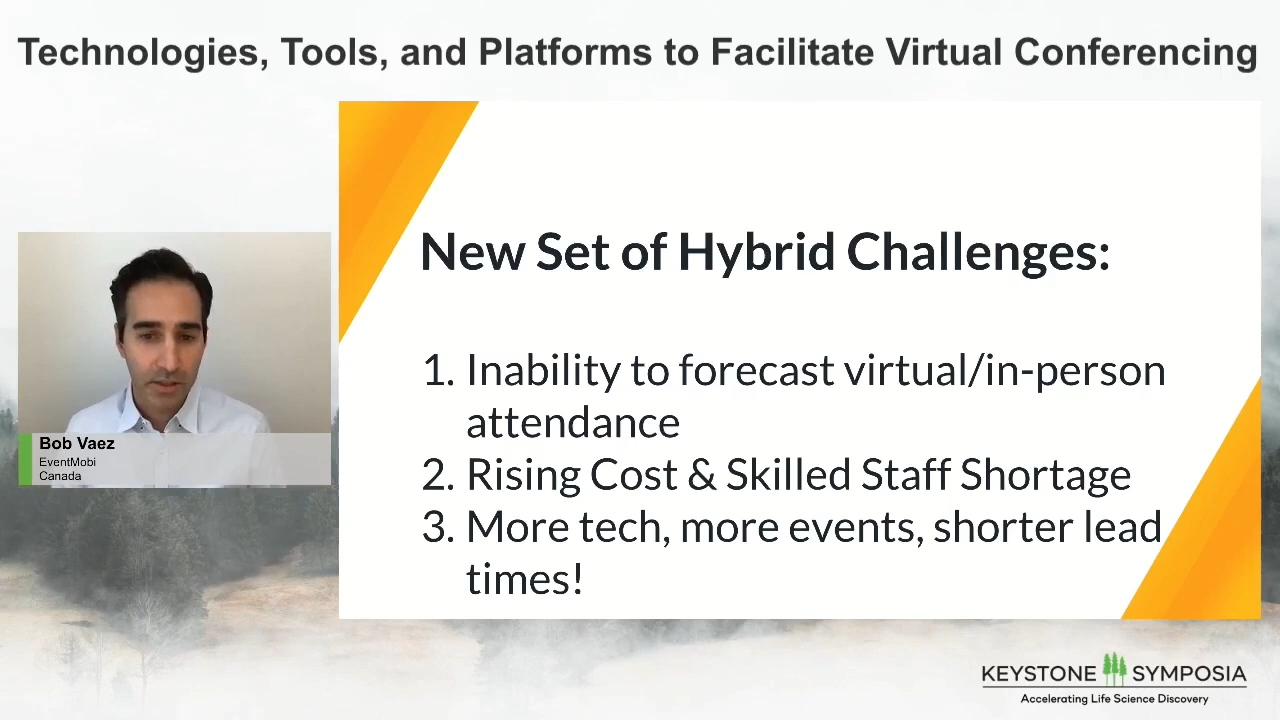 Technologies, Tools, and Platforms to Facilitate Virtual Conferencing
New Set of Hybrid Challenges:
1. Inability to forecast virtual/in-person
attendance
2. Rising Cost & Skilled Staff Shortage
3. More tech, more events, shorter lead
times!
Bob Vaez
EventMobi
Canada
KEYSTONE SYMPOSIA
Accelerating Life Science Discovery